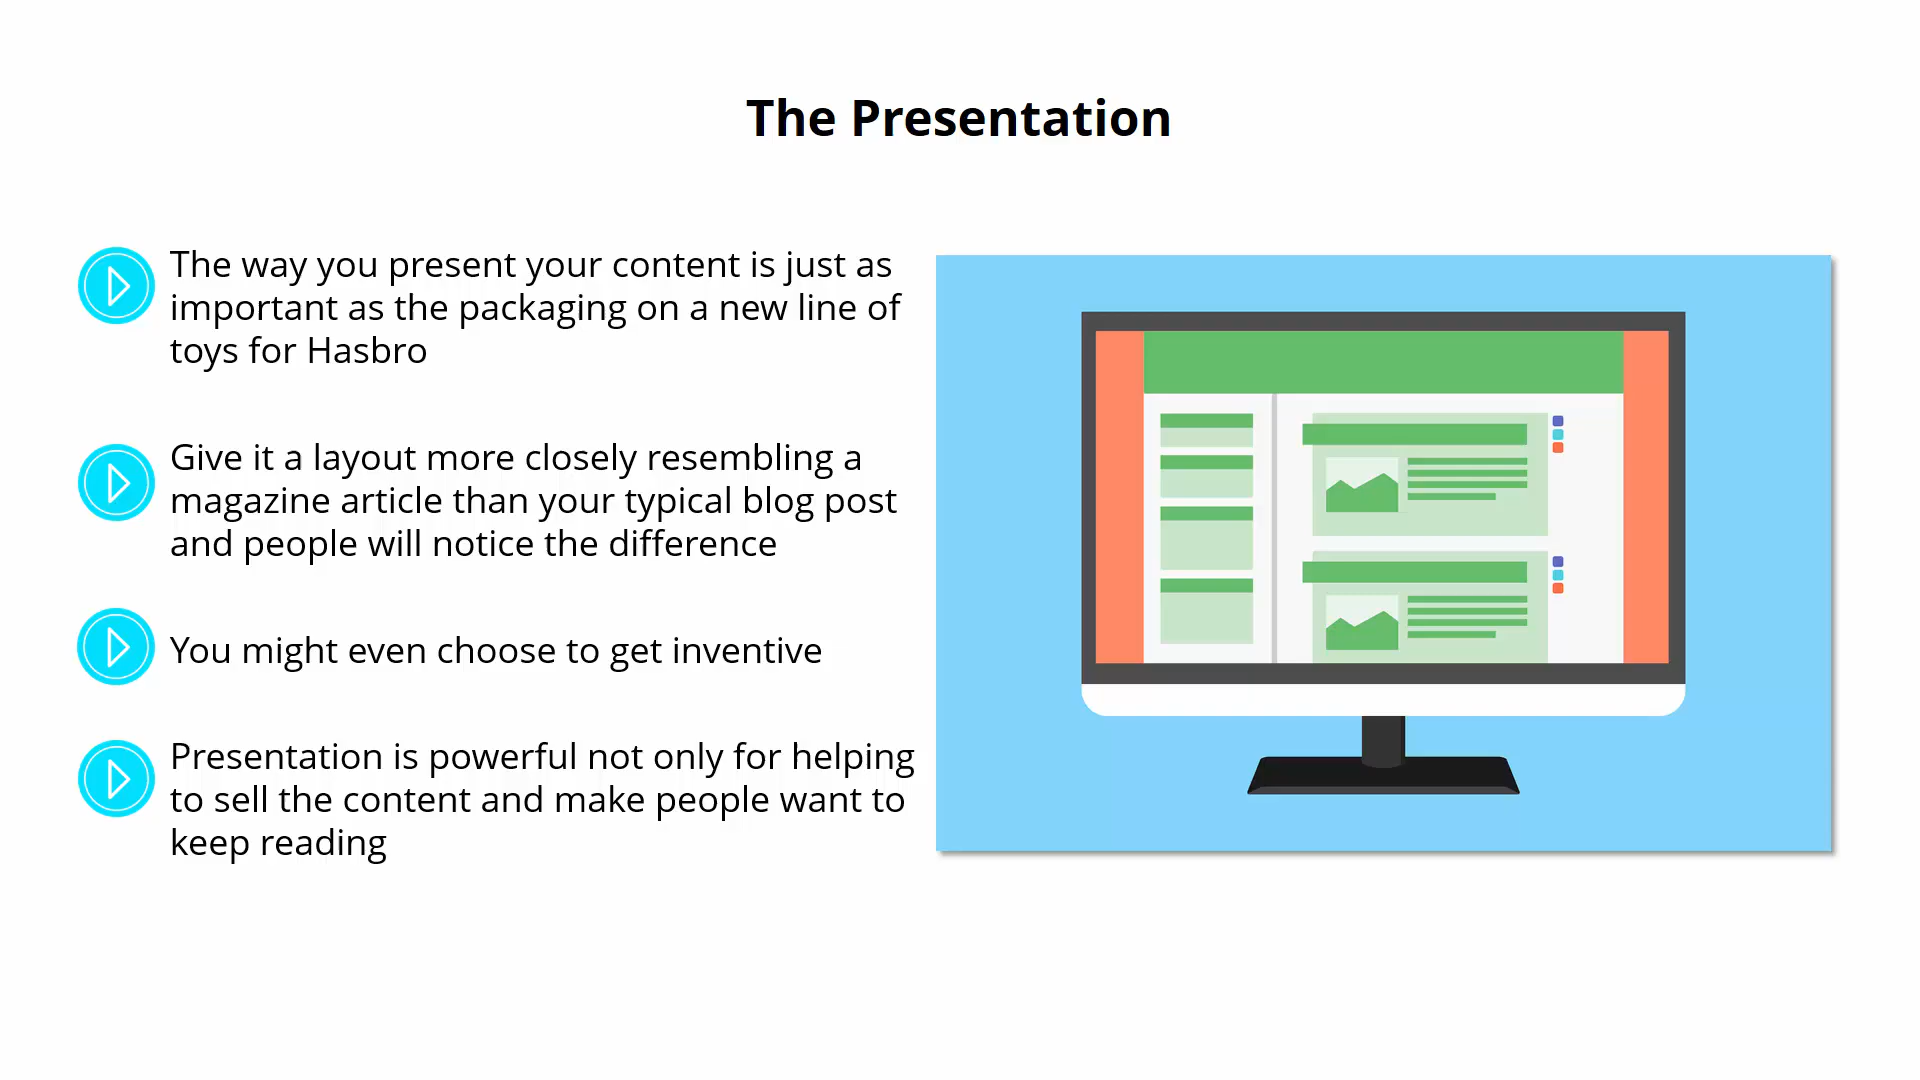 The Presentation
The way you present your content is just as
important as the packaging on a new line of
toys for Hasbro
Give it a layout more closely resembling a
magazine article than your typical blog post
and people will notice the difference
You might even choose to get inventive
Presentation is powerful not only for helping
to sell the content and make people want to
keep reading